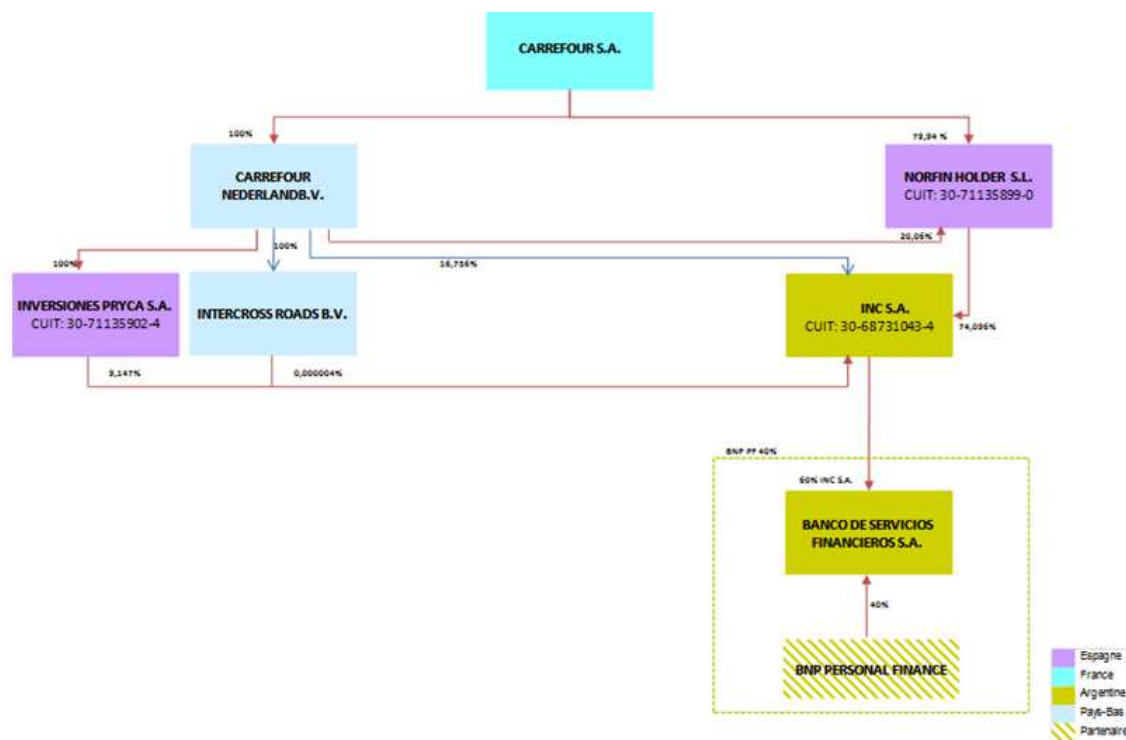 CARREFOUR S.A.
100%
79,94 %
CARREFOUR
NEDERLANDB.V.
NORFIN HOLDER S.L.
CUIT: 30-71135899-0
100%
20,06%
100%
16,756%
INVERSIONES PRYCA S.A.
CUIT: 30-71135902-4
INTERCROSS ROADS B.V.
INC S.A.
CUIT: 30-68731043-4
74,096%
9,147%
0,000004%
BNP PF 40%
60% INC S.A.
BANCO DE SERVICIOS
FINANCIEROS S.A.
40%
BNP PERSONAL FINANCE
Espagne
France
Argentine
Pays-Bas
Partenaire